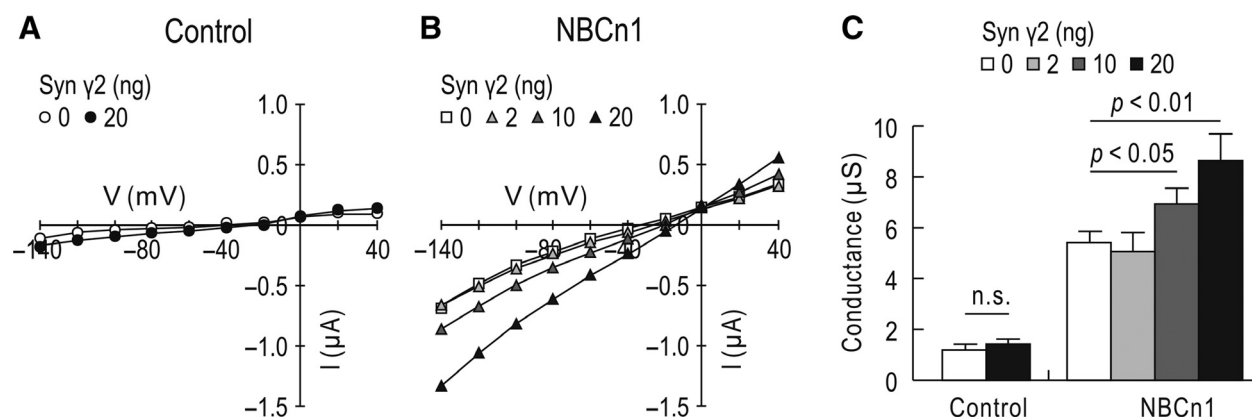 A Control
Syn γ2 (ng)
0 20
1.0
0.5
V (mV)
0
−140 −80 −40 40
−0.5
−1.0
−1.5
I (μA)
B NBCn1
Syn γ2 (ng)
0 2 10 20
1.0
0.5
V (mV)
0
−140 −80 −40 40
−0.5
−1.0
−1.5
I (μA)
C
Syn γ2 (ng)
0 2 10 20
p < 0.01
p < 0.05
n.s.
Conductance (μS)
10
8
6
4
2
0
Control NBCn1